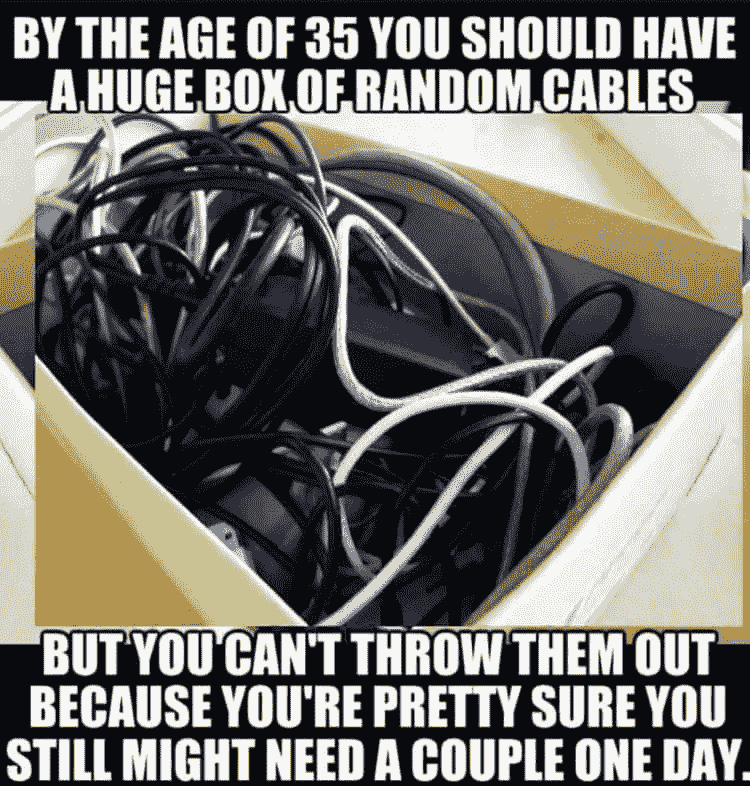 BY THE AGE OF 35 YOU SHOULD HAVE
A HUGE BOX OF RANDOM CABLES
BUT YOU CAN'T THROW THEM OUT
BECAUSE YOU'RE PRETTY SURE YOU
STILL MIGHT NEED A COUPLE ONE DAY.